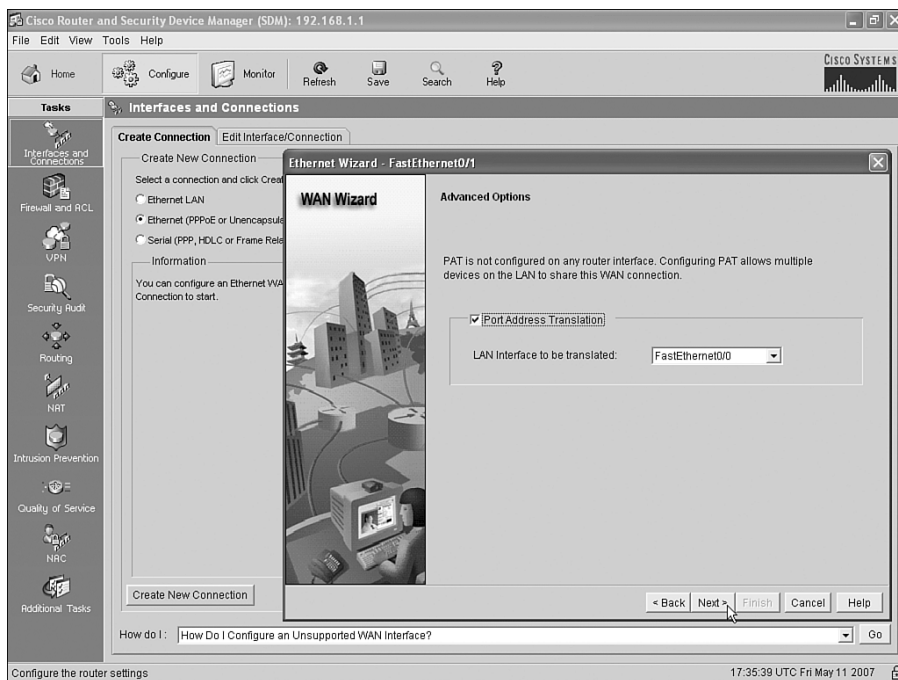 Cisco Router and Security Device Manager (SDM): 192.168.1.1
File Edit View Tools Help
Home
Configure
Monitor
Refresh
Save
Search
Help
CISCO SYSTEMS
Tasks
Interfaces and Connections
Interfaces and
Connections
Firewall and ACL
VPN
Security Audit
Routing
NAT
Intrusion Prevention
Quality of Service
NAC
Additional Tasks
Create Connection
Edit Interface/Connection
Create New Connection
Select a connection and click Creat
Ethernet LAN
Ethernet (PPPoE or Unencapsula
Serial (PPP, HDLC or Frame Rela
Information
You can configure an Ethernet WA
Connection to start.
Create New Connection
Ethernet Wizard - FastEthernet0/1
WAN Wizard
Advanced Options
PAT is not configured on any router interface. Configuring PAT allows multiple
devices on the LAN to share this WAN connection.
Port Address Translation
LAN Interface to be translated:
FastEthernet0/0
< Back
Next >
Finish
Cancel
Help
How do I:
How Do I Configure an Unsupported WAN Interface?
Go
Configure the router settings
17:35:39 UTC Fri May 11 2007